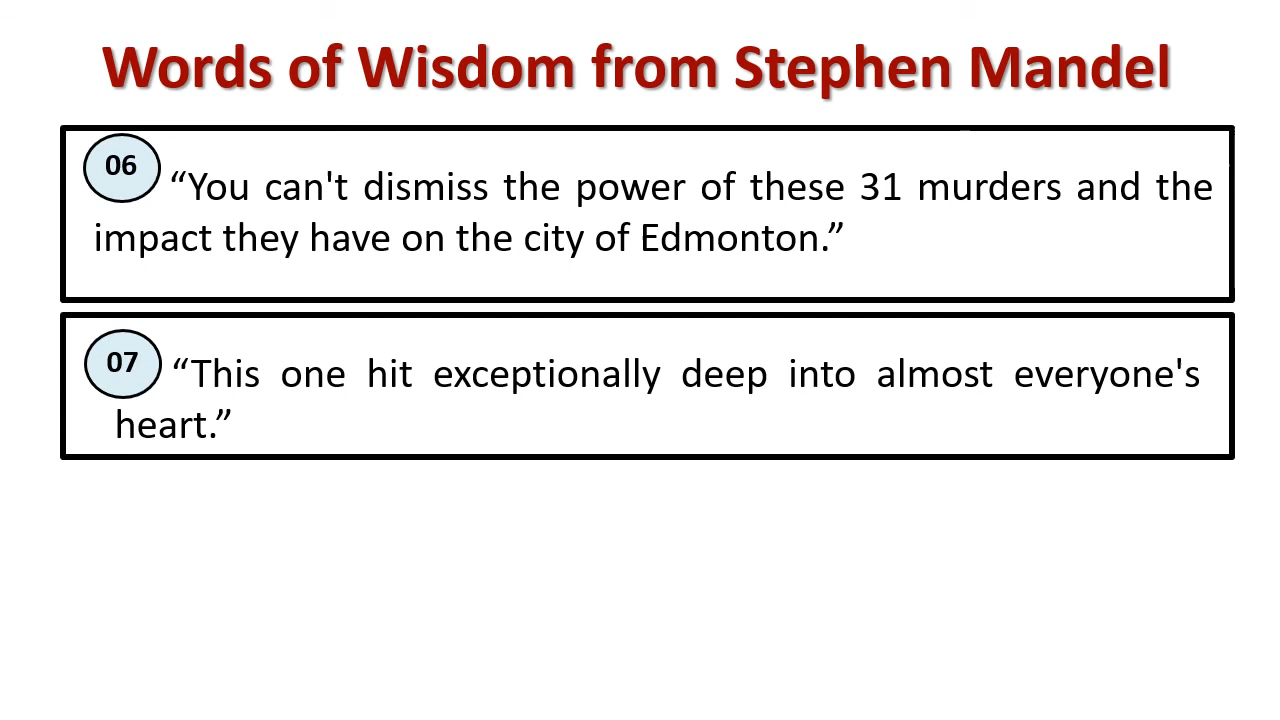 Words of Wisdom from Stephen Mandel
06
“You can't dismiss the power of these 31 murders and the
impact they have on the city of Edmonton.”
07
“This one hit exceptionally deep into almost everyone's
heart.”